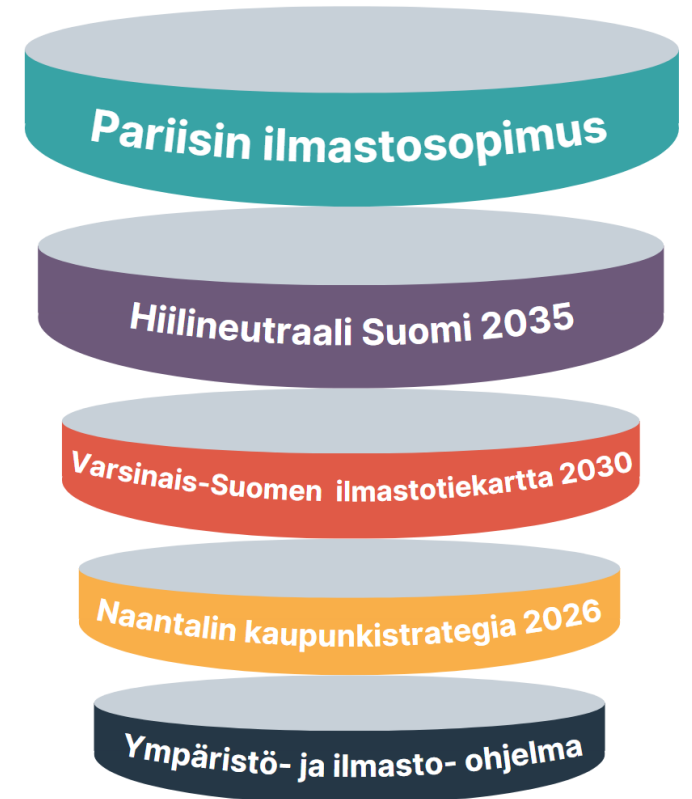 Pariisin ilmastosopimus
Hiilineutraali Suomi 2035
Varsinais-Suomen ilmastotiekartta 2030
Naantalin kaupunkistrategia 2026
Ympäristö- ja ilmasto- ohjelma